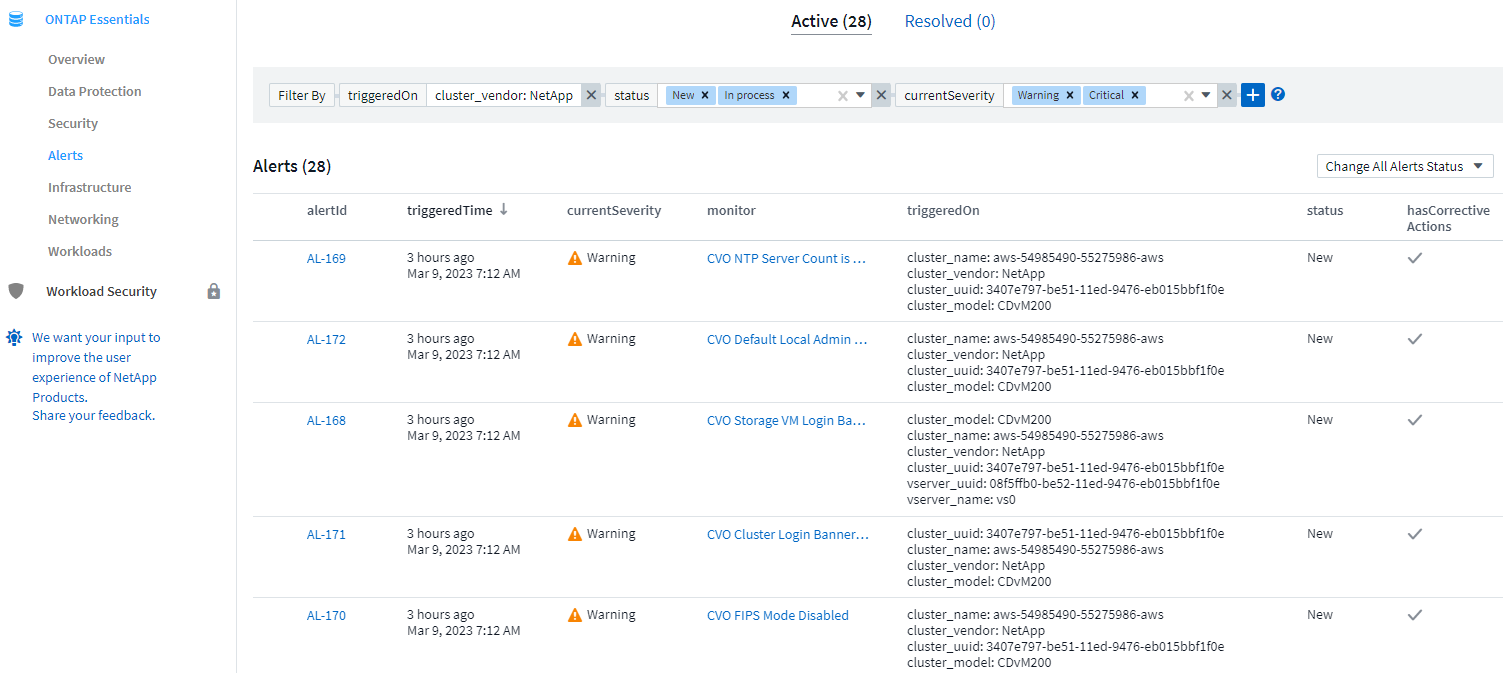 ONTAP Essentials
Overview
Data Protection
Security
Alerts
Infrastructure
Networking
Workloads
Workload Security
We want your input to
improve the user
experience of NetApp
Products.
Share your feedback.
Active (28) Resolved (0)
Filter By triggeredOn cluster_vendor: NetApp status New In process currentSeverity Warning Critical
Alerts (28) Change All Alerts Status
alertId triggeredTime currentSeverity monitor triggeredOn status hasCorrective
Actions
AL-169 3 hours ago Warning CVO NTP Server Count is ... cluster_name: aws-54985490-55275986-aws New
Mar 9, 2023 7:12 AM cluster_vendor: NetApp
cluster_uuid: 3407e797-be51-11ed-9476-eb015bbf1f0e
cluster_model: CDvM200
AL-172 3 hours ago Warning CVO Default Local Admin ... cluster_name: aws-54985490-55275986-aws New
Mar 9, 2023 7:12 AM cluster_vendor: NetApp
cluster_uuid: 3407e797-be51-11ed-9476-eb015bbf1f0e
cluster_model: CDvM200
AL-168 3 hours ago Warning CVO Storage VM Login Ba... cluster_model: CDvM200 New
Mar 9, 2023 7:12 AM cluster_name: aws-54985490-55275986-aws
cluster_vendor: NetApp
cluster_uuid: 3407e797-be51-11ed-9476-eb015bbf1f0e
vserver_uuid: 08f5ffb0-be52-11ed-9476-eb015bbf1f0e
vserver_name: vs0
AL-171 3 hours ago Warning CVO Cluster Login Banner... cluster_uuid: 3407e797-be51-11ed-9476-eb015bbf1f0e New
Mar 9, 2023 7:12 AM cluster_name: aws-54985490-55275986-aws
cluster_vendor: NetApp
cluster_model: CDvM200
AL-170 3 hours ago Warning CVO FIPS Mode Disabled cluster_name: aws-54985490-55275986-aws New
Mar 9, 2023 7:12 AM cluster_vendor: NetApp
cluster_uuid: 3407e797-be51-11ed-9476-eb015bbf1f0e
cluster_model: CDvM200